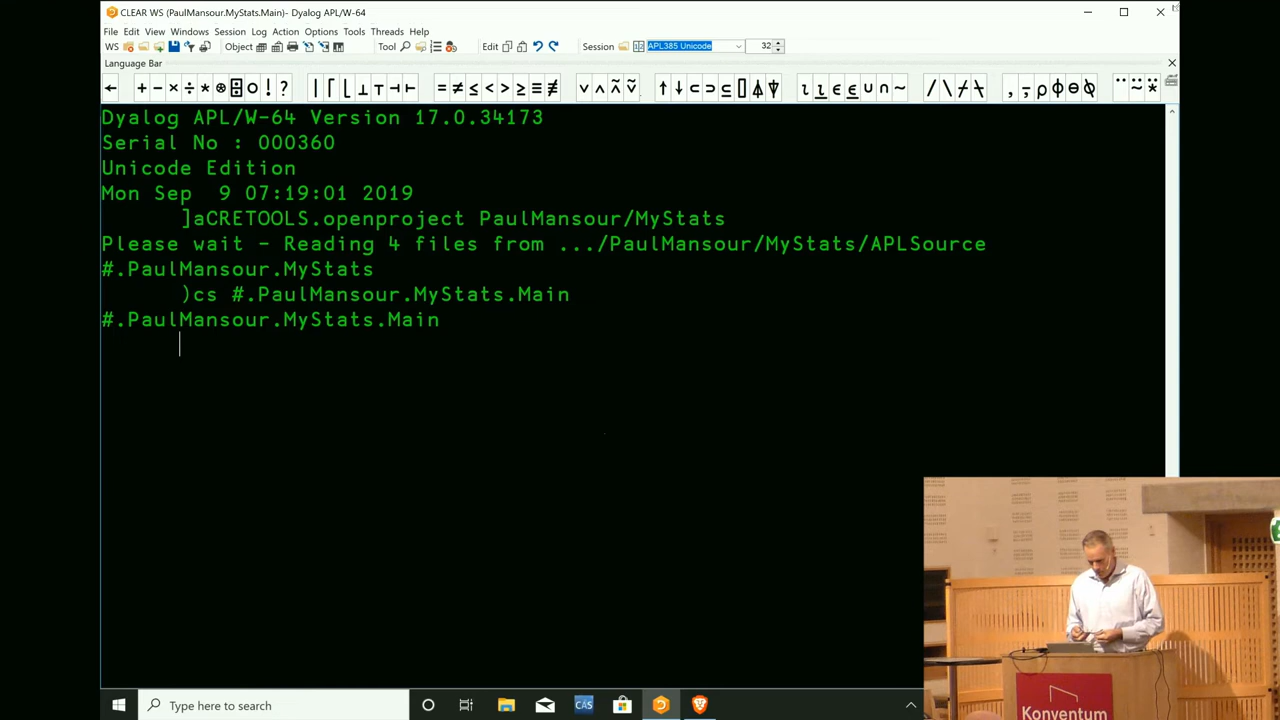 CLEAR WS (PaulMansour.MyStats.Main)- Dyalog APL/W-64
File Edit View Windows Session Log Action Options Tools Threads Help
WS Object Tool Edit Session APL385 Unicode 32
Language Bar
← + - × ÷ * ⍟ ⌹ ○ ! ? | ⌈ ⌊ ⊥ ⊤ ⊣ ⊢ = ≠ ≤ < > ≥ ≡ ≢ ∨ ∧ ⍲ ⍱ ↑ ↓ ⊂ ⊃ ⊆ ⌷ ⍋ ⍒ ⍳ ⍸ ∊ ⍷ ∪ ∩ ~ / \ ⌿ ⍀ , ⍪ ⍴ ⌽ ⊖ ⍉ ¨ ⍨ ⍣
Dyalog APL/W-64 Version 17.0.34173
Serial No : 000360
Unicode Edition
Mon Sep 9 07:19:01 2019
]aCRETOOLS.openproject PaulMansour/MyStats
Please wait - Reading 4 files from .../PaulMansour/MyStats/APLSource
#.PaulMansour.MyStats
)cs #.PaulMansour.MyStats.Main
#.PaulMansour.MyStats.Main
Konventum
Type here to search
CAS